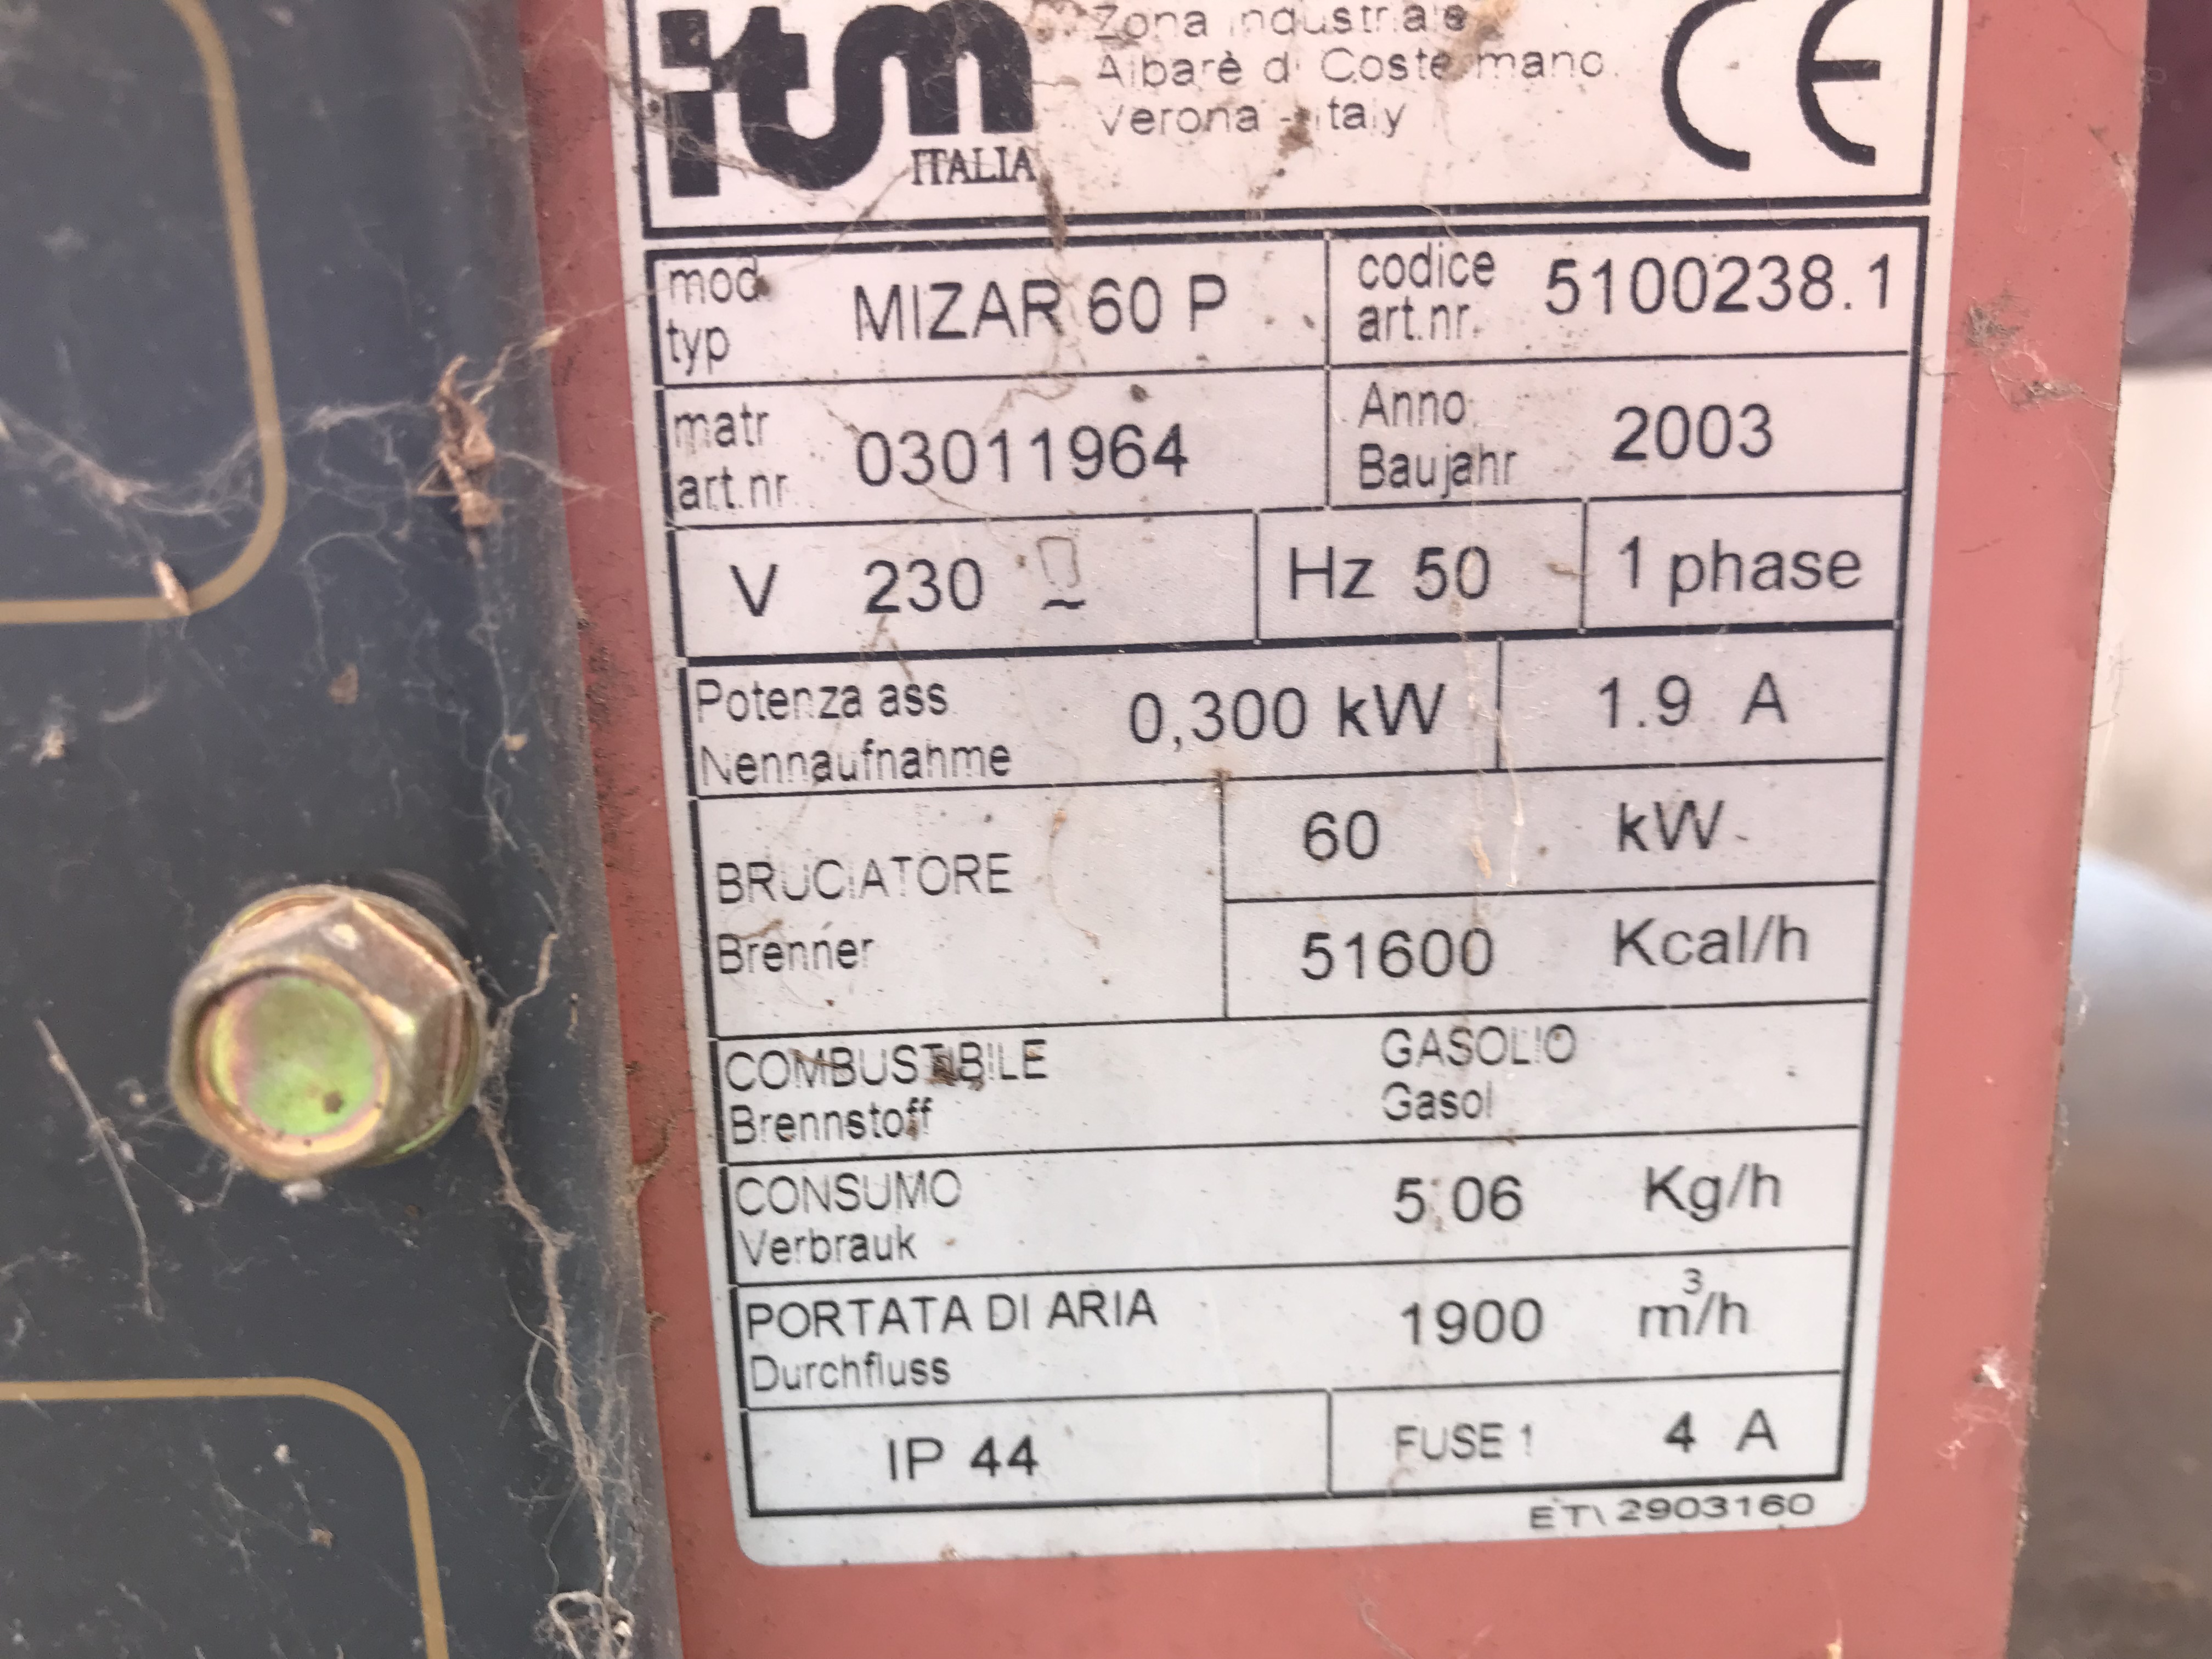 itm
ITALIA
Zona industriale
Albarè di Costermano
Verona - Italy
CE
mod
typ
MIZAR 60 P
codice
art.nr.
5100238.1
matr
art.nr.
03011964
Anno
Baujahr
2003
V 230 ~
Hz 50
1 phase
Potenza ass
Nennaufnahme
0,300 kW
1.9 A
BRUCIATORE
Brenner
60 kW
51600 Kcal/h
COMBUSTIBILE
Brennstoff
GASOLIO
Gasol
CONSUMO
Verbrauk
5.06 Kg/h
PORTATA DI ARIA
Durchfluss
1900 m³/h
IP 44
FUSE 1 4 A
ET\2903160